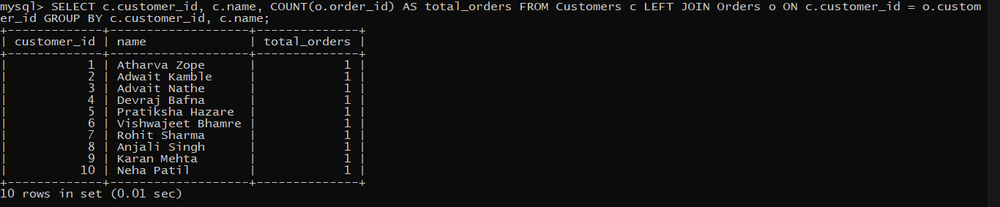 mysql> SELECT c.customer_id, c.name, COUNT(o.order_id) AS total_orders FROM Customers c LEFT JOIN Orders o ON c.customer_id = o.custom
er_id GROUP BY c.customer_id, c.name;
+-------------+-------------------+--------------+
| customer_id | name              | total_orders |
+-------------+-------------------+--------------+
|           1 | Atharva Zope      |            1 |
|           2 | Adwait Kamble     |            1 |
|           3 | Advait Nathe      |            1 |
|           4 | Devraj Bafna      |            1 |
|           5 | Pratiksha Hazare  |            1 |
|           6 | Vishwajeet Bhamre |            1 |
|           7 | Rohit Sharma      |            1 |
|           8 | Anjali Singh      |            1 |
|           9 | Karan Mehta       |            1 |
|          10 | Neha Patil        |            1 |
+-------------+-------------------+--------------+
10 rows in set (0.01 sec)